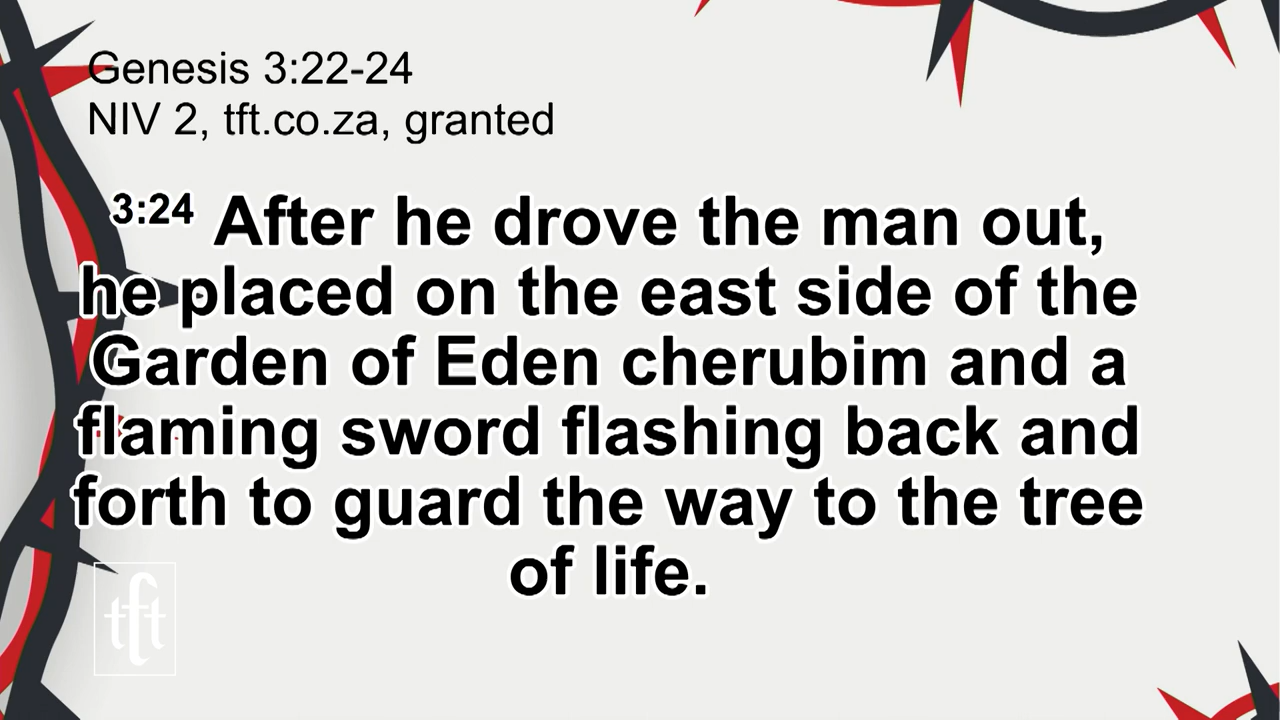 Genesis 3:22-24
NIV 2, tft.co.za, granted
3:24 After he drove the man out,
he placed on the east side of the
Garden of Eden cherubim and a
flaming sword flashing back and
forth to guard the way to the tree
of life.
tft